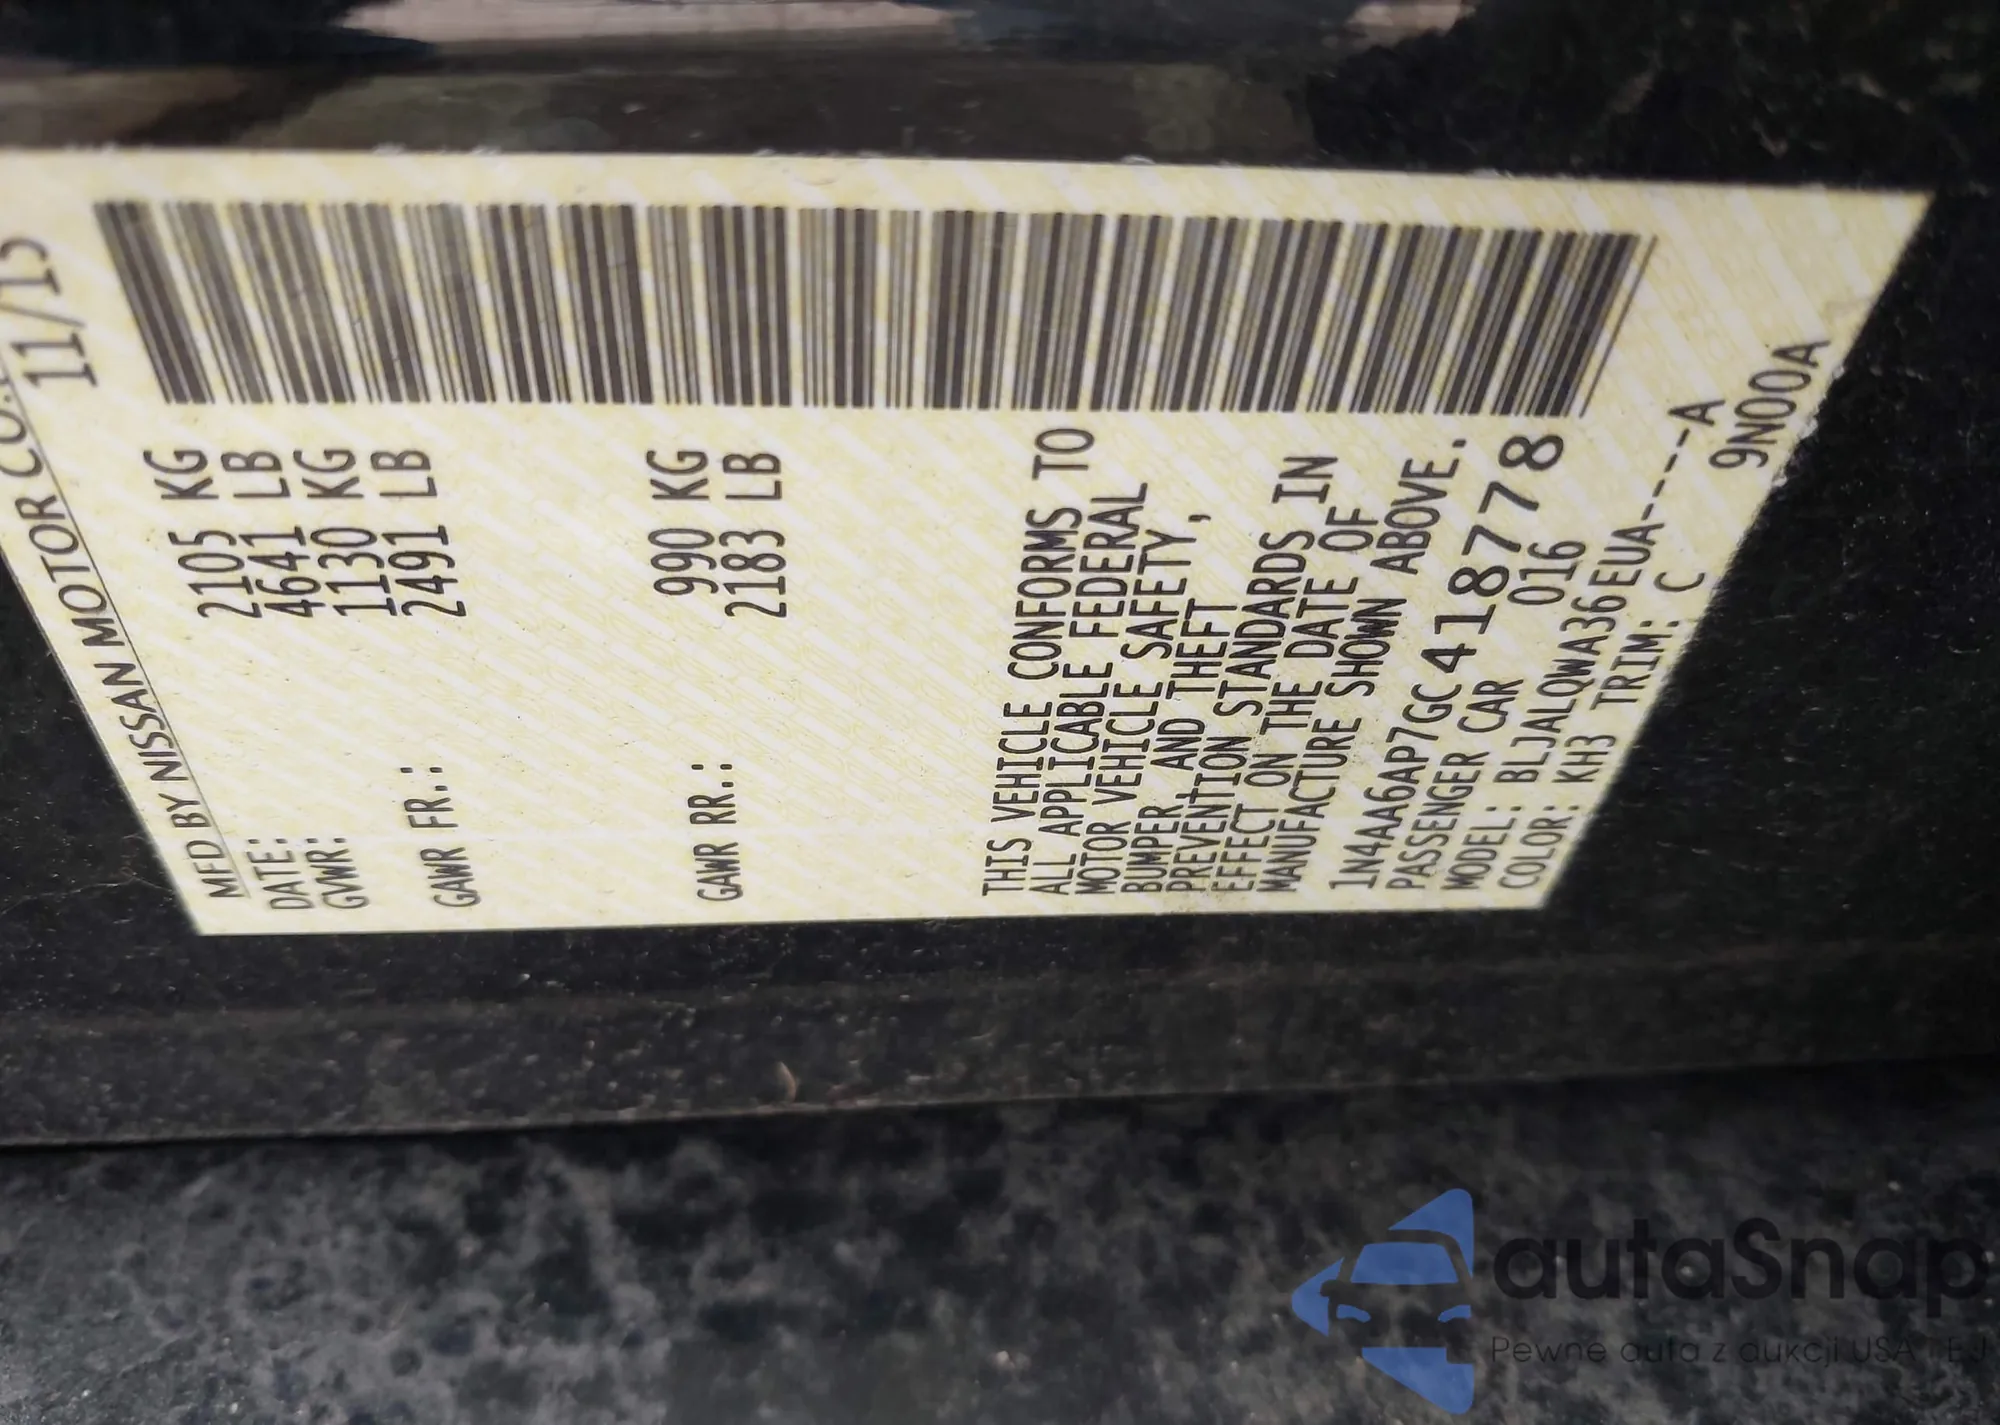 MFD BY NISSAN MOTOR CO.
DATE: 11/15
GVWR: 2105 KG
4641 LB
GAWR FR.: 1130 KG
2491 LB
GAWR RR.: 990 KG
2183 LB
THIS VEHICLE CONFORMS TO
ALL APPLICABLE FEDERAL
MOTOR VEHICLE SAFETY,
BUMPER, AND THEFT
PREVENTION STANDARDS IN
EFFECT ON THE DATE OF
MANUFACTURE SHOWN ABOVE.
1N4AA6AP7GC418778
PASSENGER CAR 016
MODEL: BLJALQWA36EUA-----A
COLOR: KH3 TRIM: C 9N00A
autaSnap
Pewne auta z aukcji USA i EU